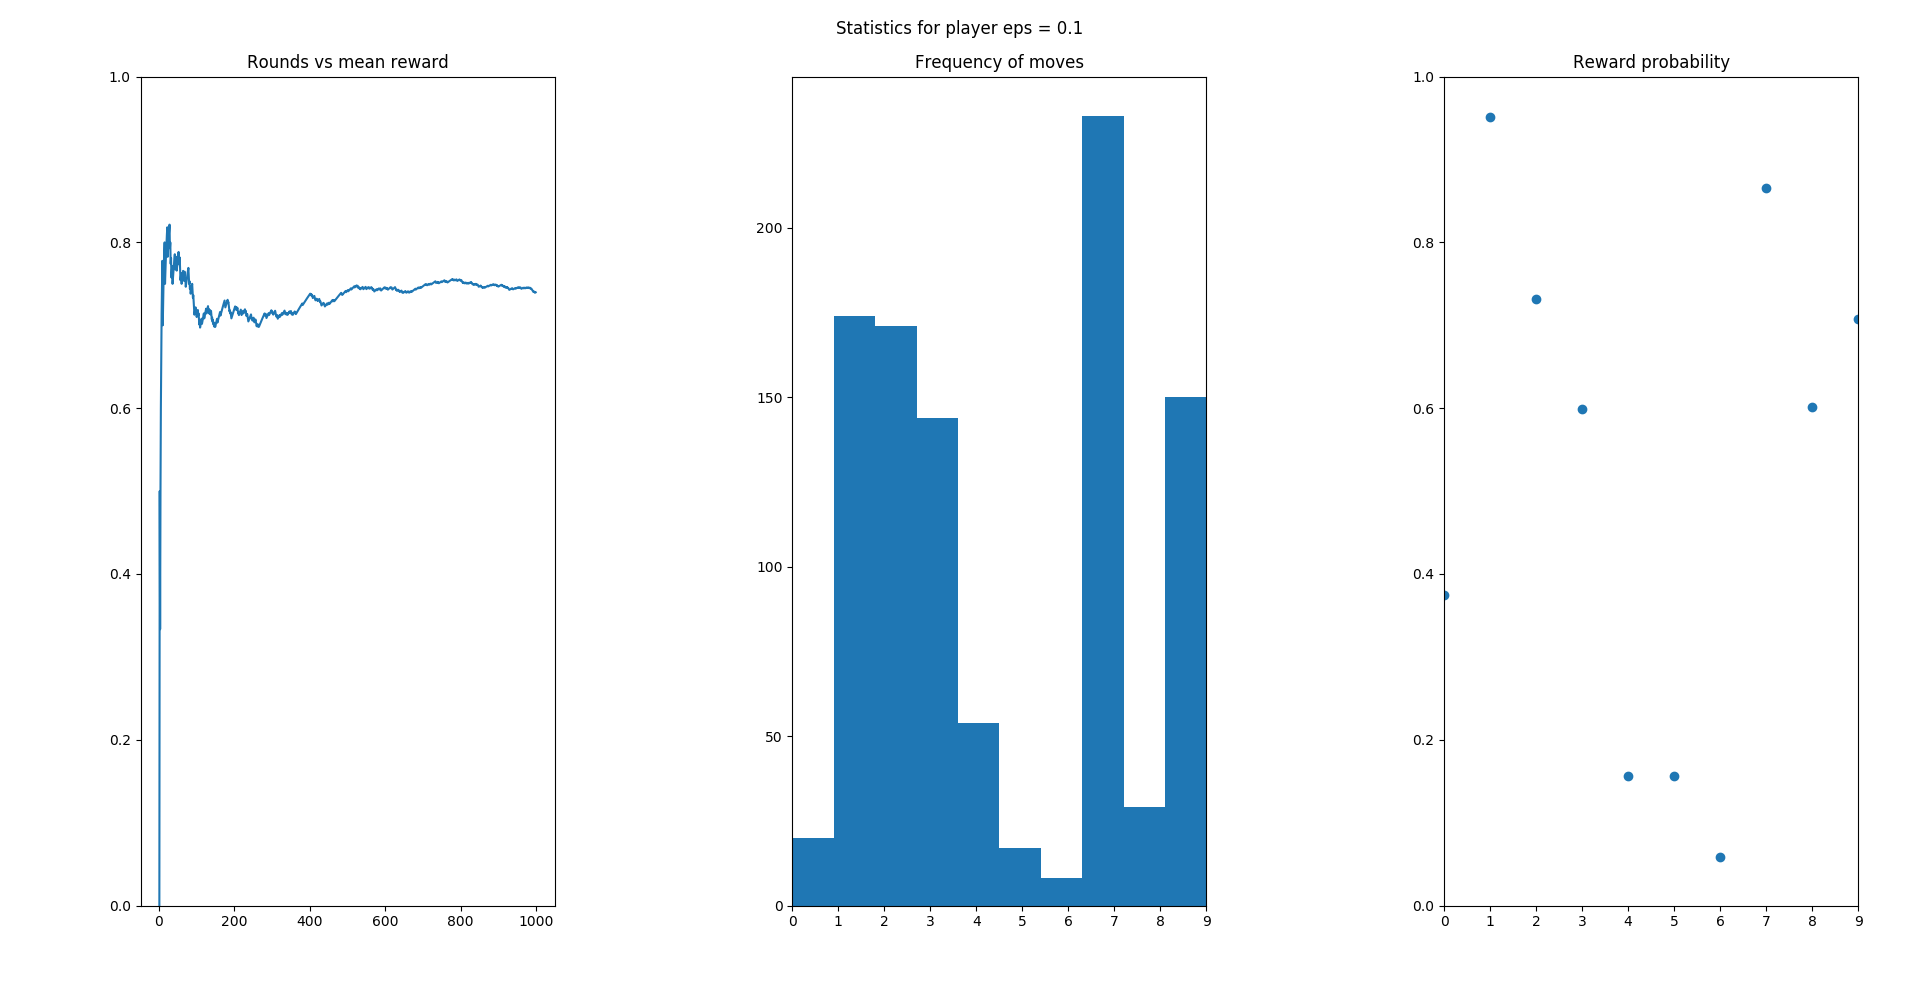 Statistics for player eps = 0.1
Rounds vs mean reward
1.0
0.8
0.6
0.4
0.2
0.0
0 200 400 600 800 1000
Frequency of moves
200
150
100
50
0
0 1 2 3 4 5 6 7 8 9
Reward probability
1.0
0.8
0.6
0.4
0.2
0.0
0 1 2 3 4 5 6 7 8 9